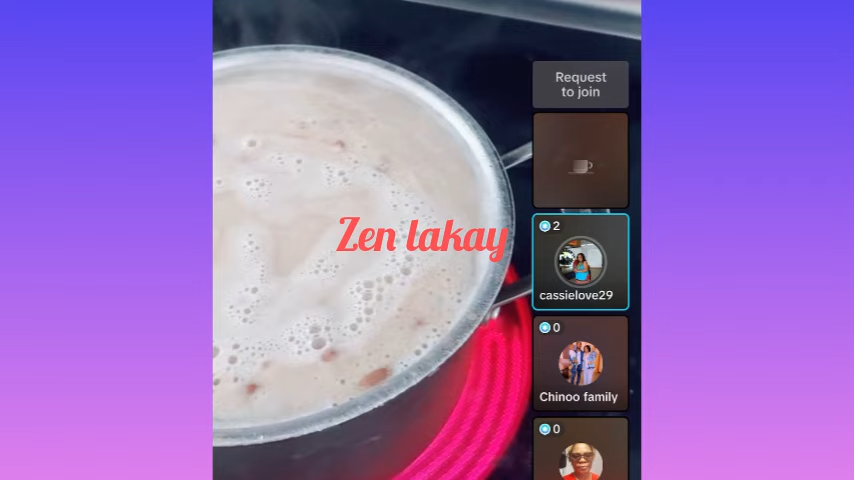 Request
to join
Zen lakay
2
cassielove29
0
Chinoo family
0